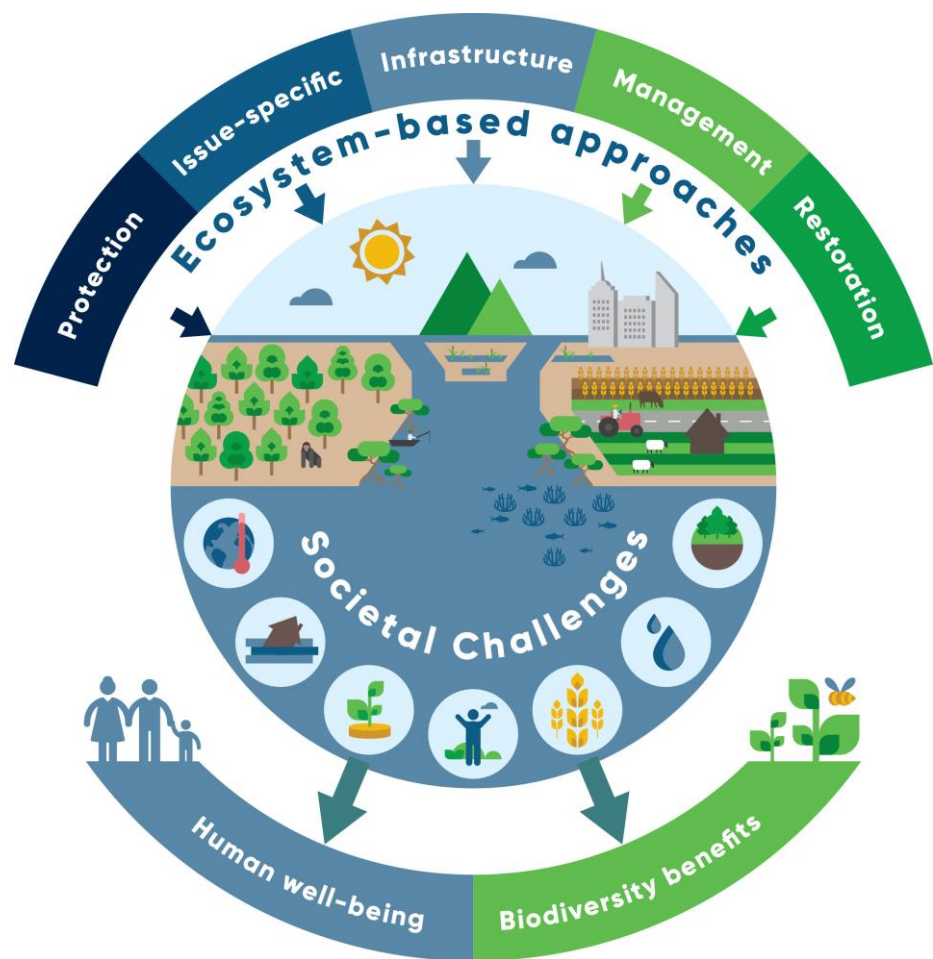 Protection
Issue-specific
Infrastructure
Management
Restoration
Ecosystem-based approaches
Societal Challenges
Human well-being
Biodiversity benefits